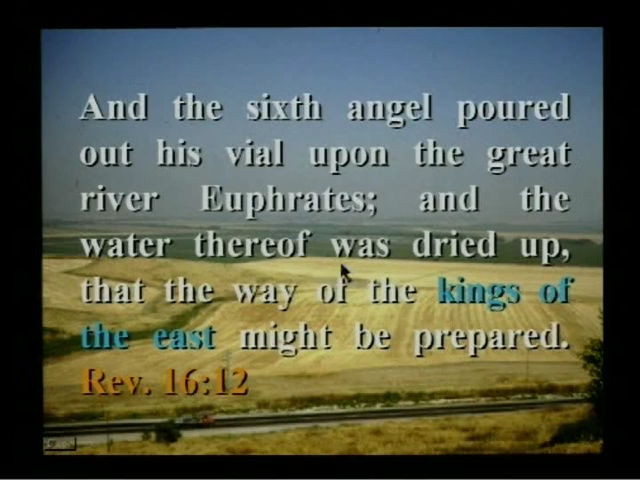 And the sixth angel poured
out his vial upon the great
river Euphrates; and the
water thereof was dried up,
that the way of the kings of
the east might be prepared.
Rev. 16:12